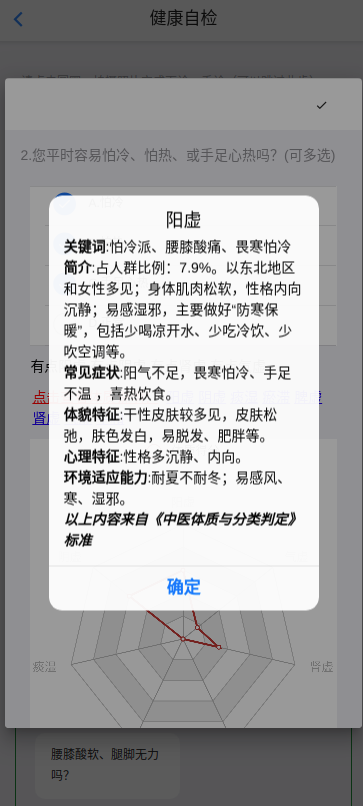 健康自检
2.您平时容易怕冷、怕热、或手足心热吗？(可多选)
阳虚
关键词:怕冷派、腰膝酸痛、畏寒怕冷
简介:占人群比例：7.9%。以东北地区
和女性多见；身体肌肉松软，性格内向
沉静；易感湿邪，主要做好“防寒保
暖”，包括少喝凉开水、少吃冷饮、少
吹空调等。
常见症状:阳气不足，畏寒怕冷、手足
不温 ，喜热饮食。
体貌特征:干性皮肤较多见，皮肤松
弛，肤色发白，易脱发、肥胖等。
心理特征:性格多沉静、内向。
环境适应能力:耐夏不耐冬；易感风、
寒、湿邪。
以上内容来自《中医体质与分类判定》
标准
确定
有
点
肾
痰湿
肾虚
腰膝酸软、腿脚无力
吗？